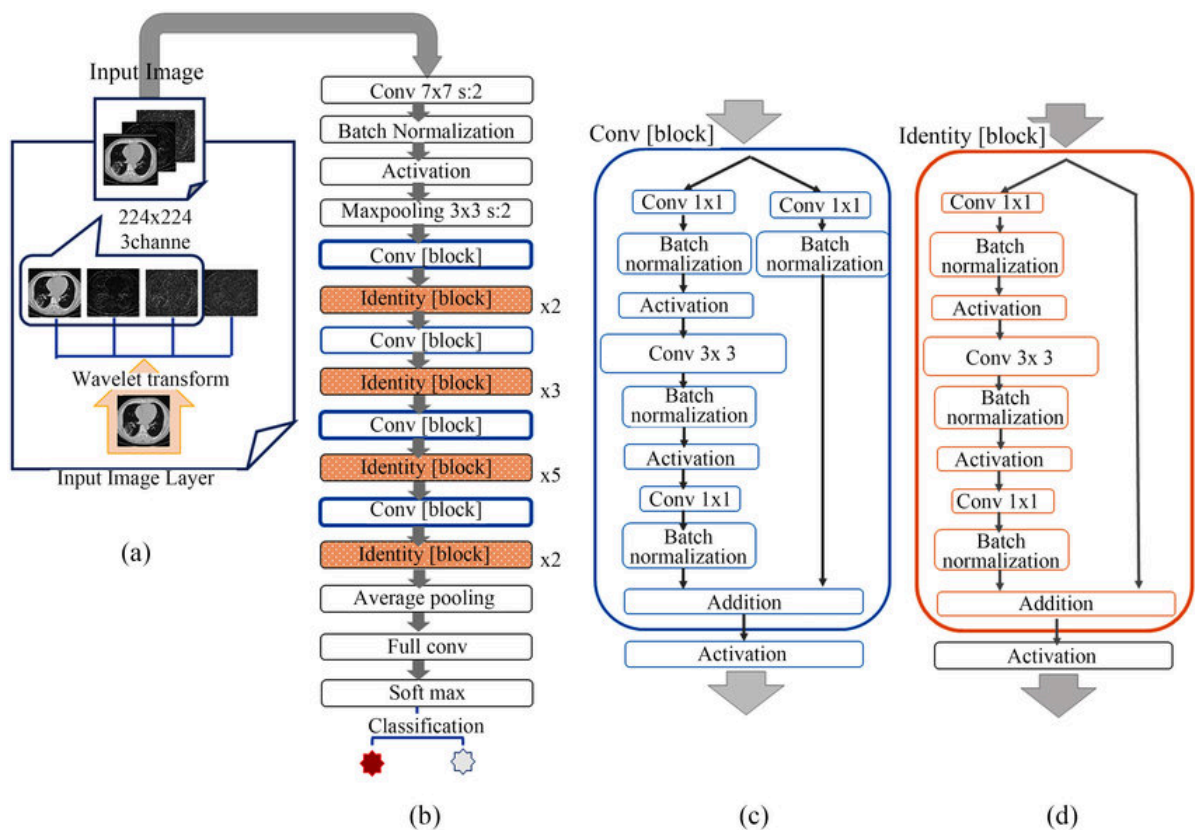 Input Image
224x224
3channe
Wavelet transform
Input Image Layer
(a)
Conv 7x7 s:2
Batch Normalization
Activation
Maxpooling 3x3 s:2
Conv [block]
Identity [block]
x2
Conv [block]
Identity [block]
x3
Conv [block]
Identity [block]
x5
Conv [block]
Identity [block]
x2
Average pooling
Full conv
Soft max
Classification
(b)
Conv [block]
Conv 1x1
Batch
normalization
Activation
Conv 3x 3
Batch
normalization
Activation
Conv 1x1
Batch
normalization
Conv 1x1
Batch
normalization
Addition
Activation
(c)
Identity [block]
Conv 1x1
Batch
normalization
Activation
Conv 3x 3
Batch
normalization
Activation
Conv 1x1
Batch
normalization
Addition
Activation
(d)